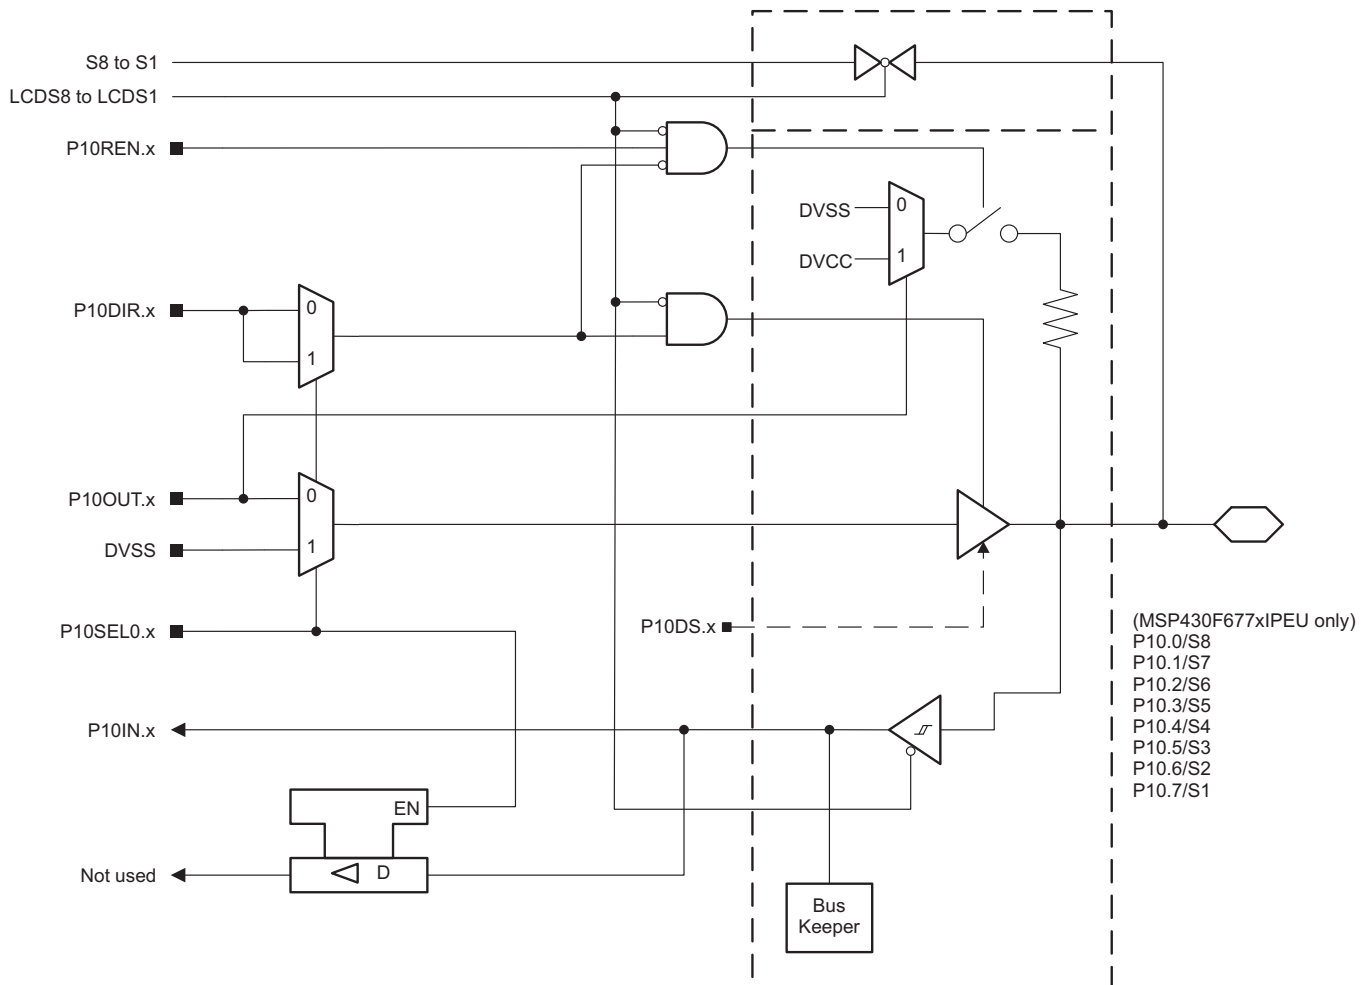 S8 to S1
LCDS8 to LCDS1
P10REN.x
DVSS
0
DVCC
1
P10DIR.x
0
1
P10OUT.x
0
DVSS
1
P10SEL0.x
P10DS.x
(MSP430F677xIPEU only)
P10.0/S8
P10.1/S7
P10.2/S6
P10.3/S5
P10.4/S4
P10.5/S3
P10.6/S2
P10.7/S1
P10IN.x
EN
Not used
D
Bus
Keeper